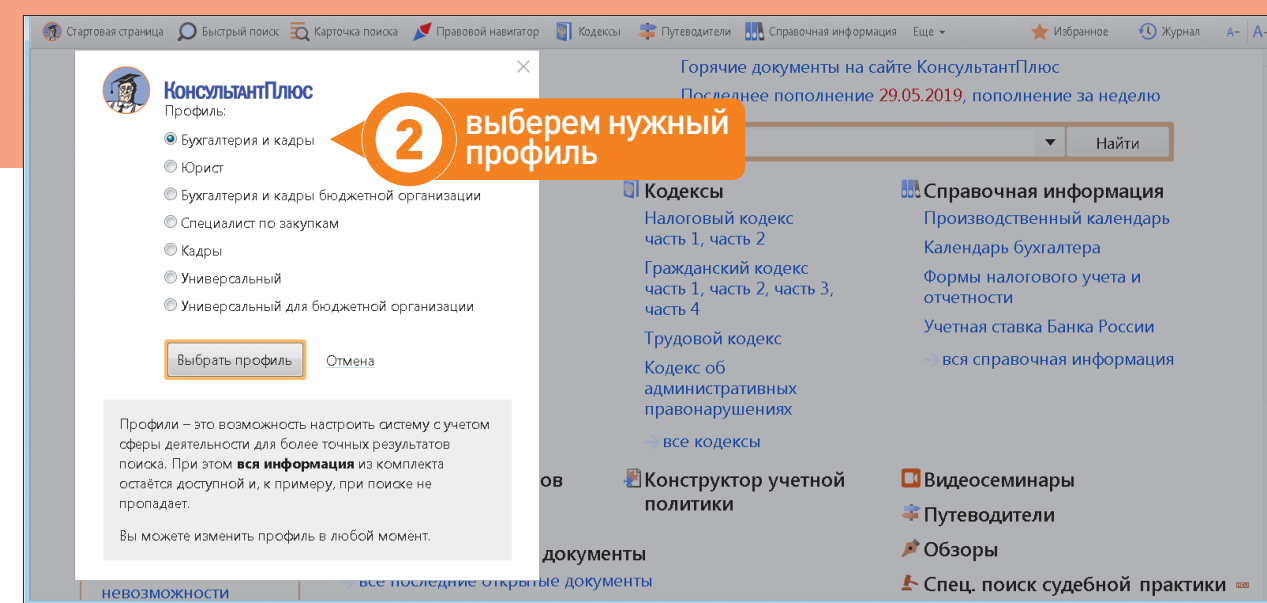 Стартовая страница Быстрый поиск Карточка поиска Правовой навигатор Кодексы Путеводители Справочная информация Еще Избранное Журнал А− А-
КонсультантПлюс
Профиль:
Бухгалтерия и кадры
Юрист
Бухгалтерия и кадры бюджетной организации
Специалист по закупкам
Кадры
Универсальный
Универсальный для бюджетной организации
Выбрать профиль Отмена
Профили – это возможность настроить систему с учетом
сферы деятельности для более точных результатов
поиска. При этом вся информация из комплекта
остаётся доступной и, к примеру, при поиске не
пропадает.
Вы можете изменить профиль в любой момент.
2
выберем нужный
профиль
Горячие документы на сайте КонсультантПлюс
Последнее пополнение 29.05.2019, пополнение за неделю
Найти
Кодексы
Налоговый кодекс
часть 1, часть 2
Гражданский кодекс
часть 1, часть 2, часть 3,
часть 4
Трудовой кодекс
Кодекс об
административных
правонарушениях
все кодексы
Справочная информация
Производственный календарь
Календарь бухгалтера
Формы налогового учета и
отчетности
Учетная ставка Банка России
вся справочная информация
ов
Конструктор учетной
политики
Видеосеминары
Путеводители
Обзоры
Спец. поиск судебной практики
документы
все последние открытые документы
невозможности